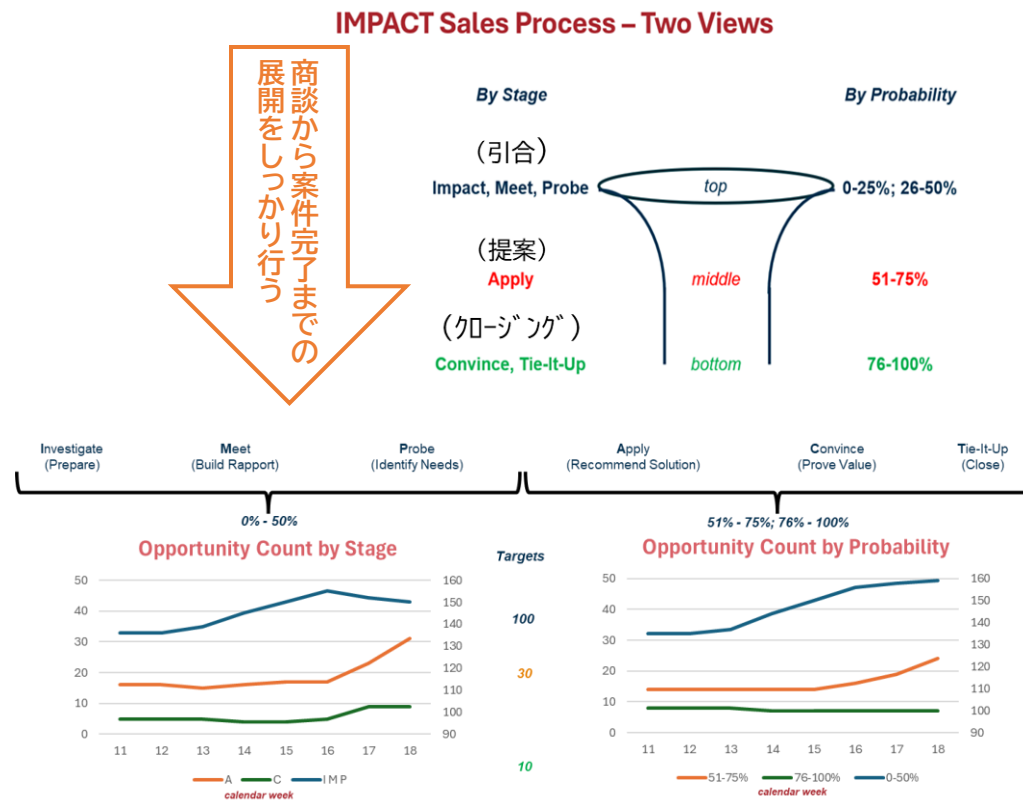 IMPACT Sales Process – Two Views
商談から案件完了までの
展開をしっかり行う
By Stage
By Probability
（引合）
Impact, Meet, Probe
top
0-25%; 26-50%
（提案）
Apply
middle
51-75%
（ｸﾛｰｼﾞﾝｸﾞ）
Convince, Tie-It-Up
bottom
76-100%
Investigate
(Prepare)
Meet
(Build Rapport)
Probe
(Identify Needs)
Apply
(Recommend Solution)
Convince
(Prove Value)
Tie-It-Up
(Close)
0% - 50%
51% - 75%; 76% - 100%
Opportunity Count by Stage
50
40
30
20
10
0
160
150
140
130
120
110
100
90
11 12 13 14 15 16 17 18
A C IMP
calendar week
Targets
100
30
10
Opportunity Count by Probability
50
40
30
20
10
0
160
150
140
130
120
110
100
90
11 12 13 14 15 16 17 18
51-75% 76-100% 0-50%
calendar week